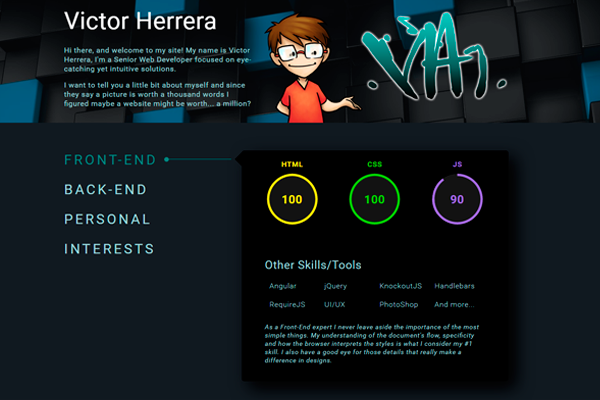 Victor Herrera
Hi there, and welcome to my site! My name is Victor
Herrera, I'm a Senior Web Developer focused on eye-
catching yet intuitive solutions.
I want to tell you a little bit about myself and since
they say a picture is worth a thousand words I
figured maybe a website might be worth... a million?
FRONT-END
BACK-END
PERSONAL
INTERESTS
HTML CSS JS
100 100 90
Other Skills/Tools
Angular jQuery KnockoutJS Handlebars
RequireJS UI/UX PhotoShop And more...
As a Front-End expert I never leave aside the importance of the most
simple things. My understanding of the document's flow, specificity
and how the browser interprets the styles is what I consider my #1
skill. I also have a good eye for those details that really make a
difference in designs.